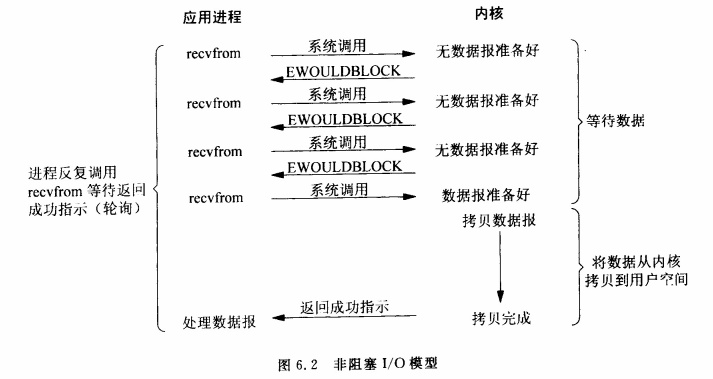 应用进程
内核
recvfrom
系统调用
无数据报准备好
EWOULDBLOCK
recvfrom
系统调用
无数据报准备好
EWOULDBLOCK
等待数据
recvfrom
系统调用
无数据报准备好
EWOULDBLOCK
进程反复调用
recvfrom 等待返回
成功指示（轮询）
recvfrom
系统调用
数据报准备好
拷贝数据报
将数据从内核
拷贝到用户空间
处理数据报
返回成功指示
拷贝完成
图 6.2 非阻塞 I/O 模型